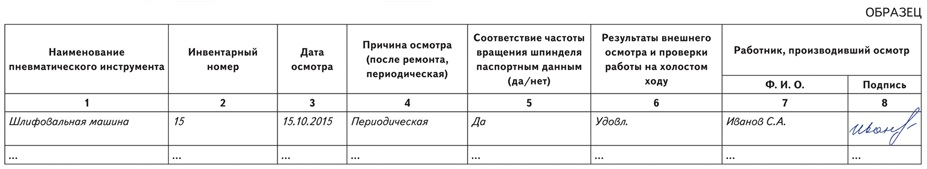 ОБРАЗЕЦ
Наименование пневматического инструмента
Инвентарный номер
Дата осмотра
Причина осмотра (после ремонта, периодическая)
Соответствие частоты вращения шпинделя паспортным данным (да/нет)
Результаты внешнего осмотра и проверки работы на холостом ходу
Работник, производивший осмотр
Ф. И. О. Подпись
1 2 3 4 5 6 7 8
Шлифовальная машина 15 15.10.2015 Периодическая Да Удовл. Иванов С.А. Иванов
... ... ... ... ... ... ... ...